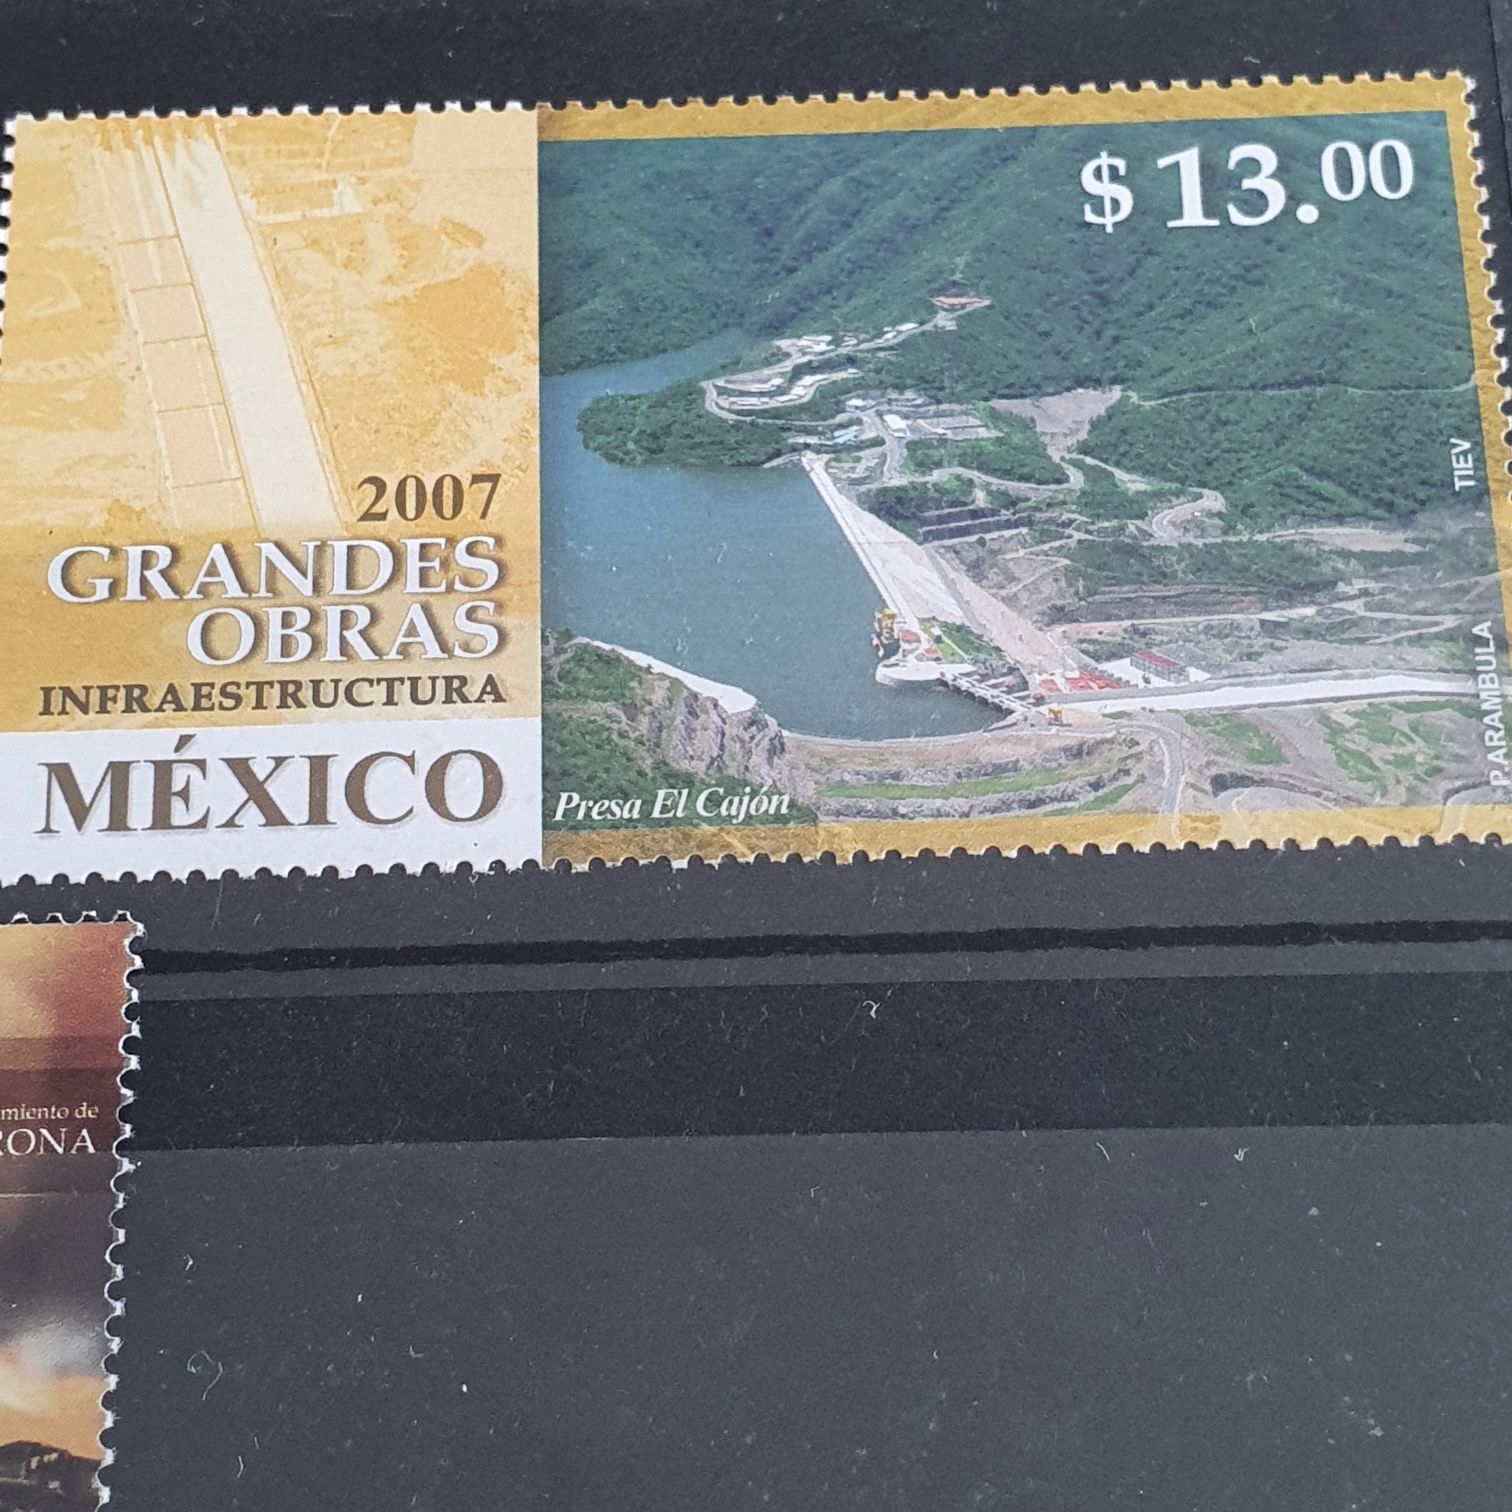 $ 13.00
2007
GRANDES
OBRAS
INFRAESTRUCTURA
MÉXICO
Presa El Cajón
TIEV
P. ARAMBULA
miento de
RONA